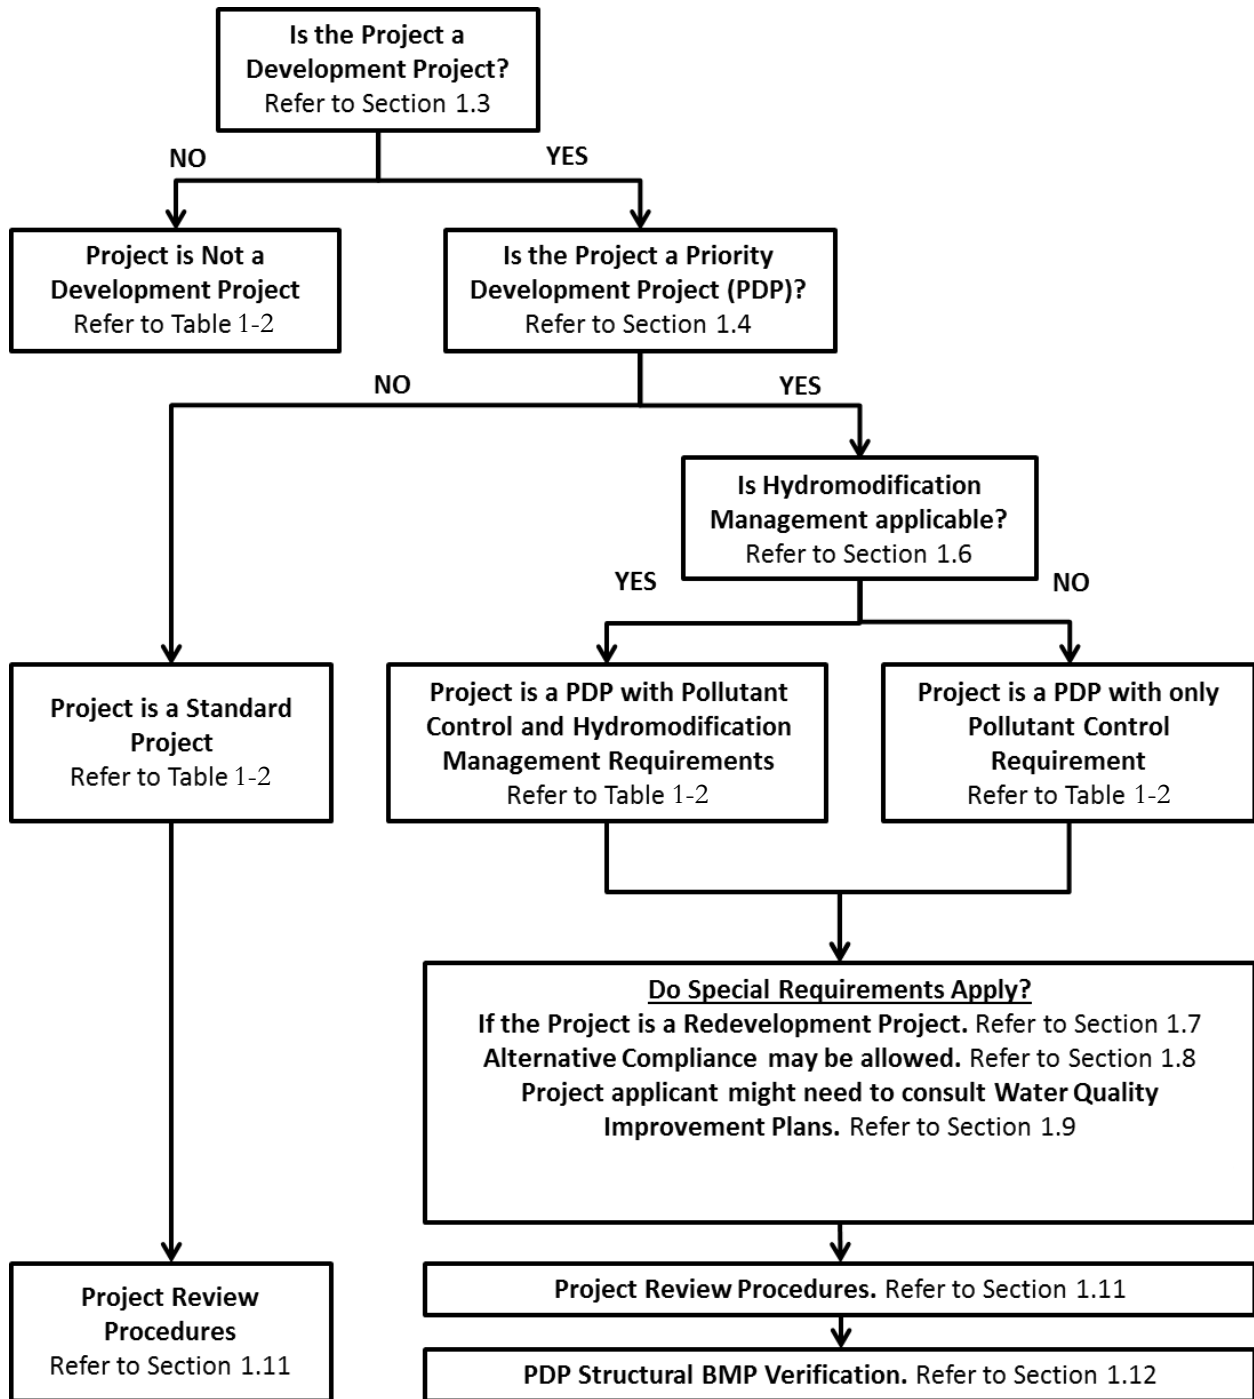 Is the Project a
Development Project?
Refer to Section 1.3
NO
YES
Project is Not a
Development Project
Refer to Table 1-2
Is the Project a Priority
Development Project (PDP)?
Refer to Section 1.4
NO
YES
Is Hydromodification
Management applicable?
Refer to Section 1.6
YES
NO
Project is a Standard
Project
Refer to Table 1-2
Project is a PDP with Pollutant
Control and Hydromodification
Management Requirements
Refer to Table 1-2
Project is a PDP with only
Pollutant Control
Requirement
Refer to Table 1-2
Do Special Requirements Apply?
If the Project is a Redevelopment Project. Refer to Section 1.7
Alternative Compliance may be allowed. Refer to Section 1.8
Project applicant might need to consult Water Quality
Improvement Plans. Refer to Section 1.9
Project Review
Procedures
Refer to Section 1.11
Project Review Procedures. Refer to Section 1.11
PDP Structural BMP Verification. Refer to Section 1.12